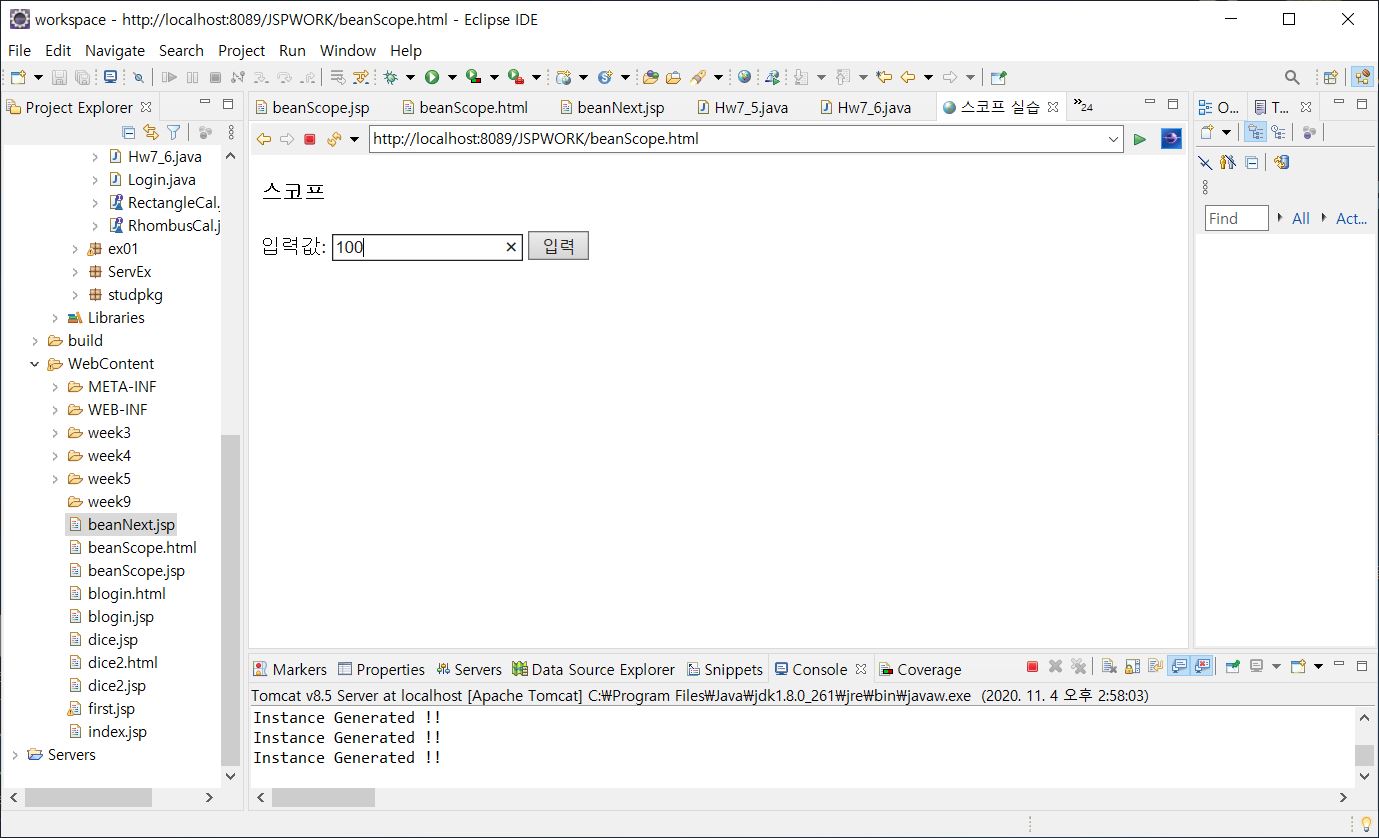 workspace - http://localhost:8089/JSPWORK/beanScope.html - Eclipse IDE
File Edit Navigate Search Project Run Window Help
Project Explorer
beanScope.jsp beanScope.html beanNext.jsp Hw7_5.java Hw7_6.java 스코프 실습 »24
O... T...
http://localhost:8089/JSPWORK/beanScope.html
Hw7_6.java
Login.java
RectangleCal.
RhombusCal.j
ex01
ServEx
studpkg
Libraries
build
WebContent
META-INF
WEB-INF
week3
week4
week5
week9
beanNext.jsp
beanScope.html
beanScope.jsp
blogin.html
blogin.jsp
dice.jsp
dice2.html
dice2.jsp
first.jsp
index.jsp
Servers
스코프
입력값: 100 입력
Find All Act...
Markers Properties Servers Data Source Explorer Snippets Console Coverage
Tomcat v8.5 Server at localhost [Apache Tomcat] C:₩Program Files₩Java₩jdk1.8.0_261₩jre₩bin₩javaw.exe (2020. 11. 4 오후 2:58:03)
Instance Generated !!
Instance Generated !!
Instance Generated !!